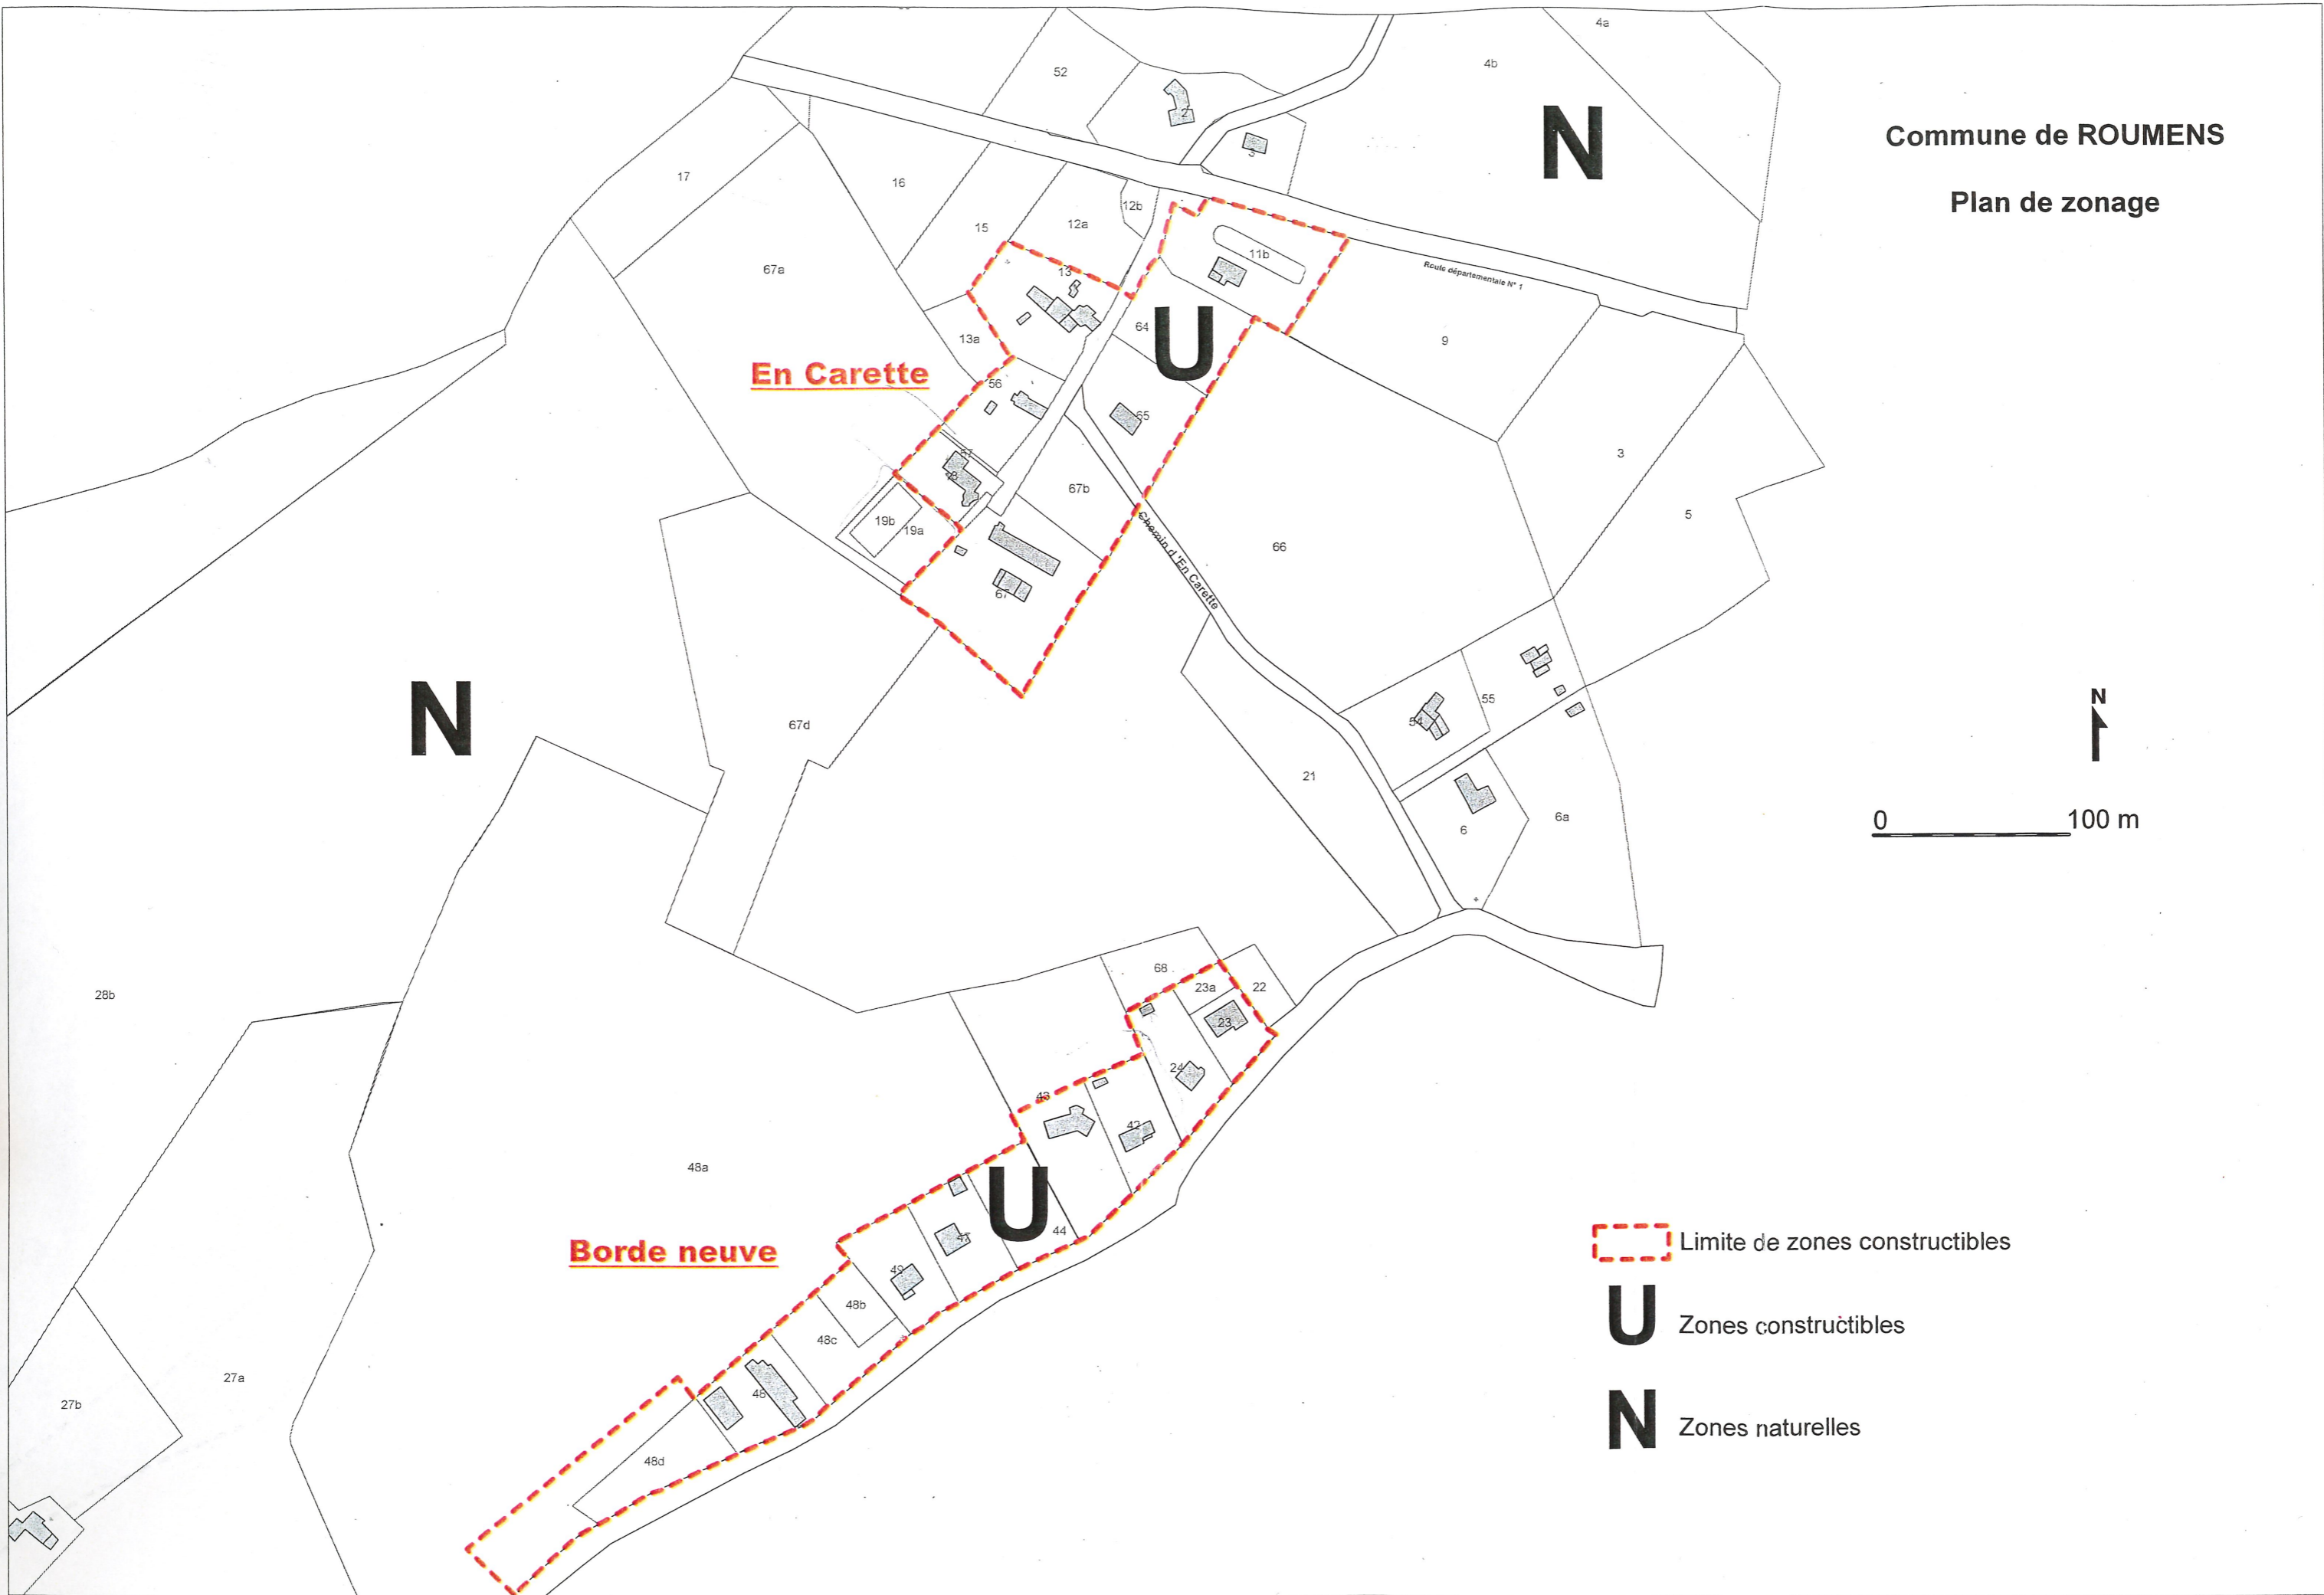 4a
52
4b
2
3
N
Commune de ROUMENS
Plan de zonage
17
16
12b
12a
15
11b
13
67a
Route départementale N° 1
64
U
13a
9
En Carette
56
65
3
67b
5
19b
19a
66
Chemin d'En Carette
67
N
N
55
54
67d
21
0 100 m
6
6a
68
23a
22
28b
23
24
43
42
48a
U
44
Borde neuve
47
49
48b
48c
Limite de zones constructibles
U Zones constructibles
N Zones naturelles
27a
48
27b
48d